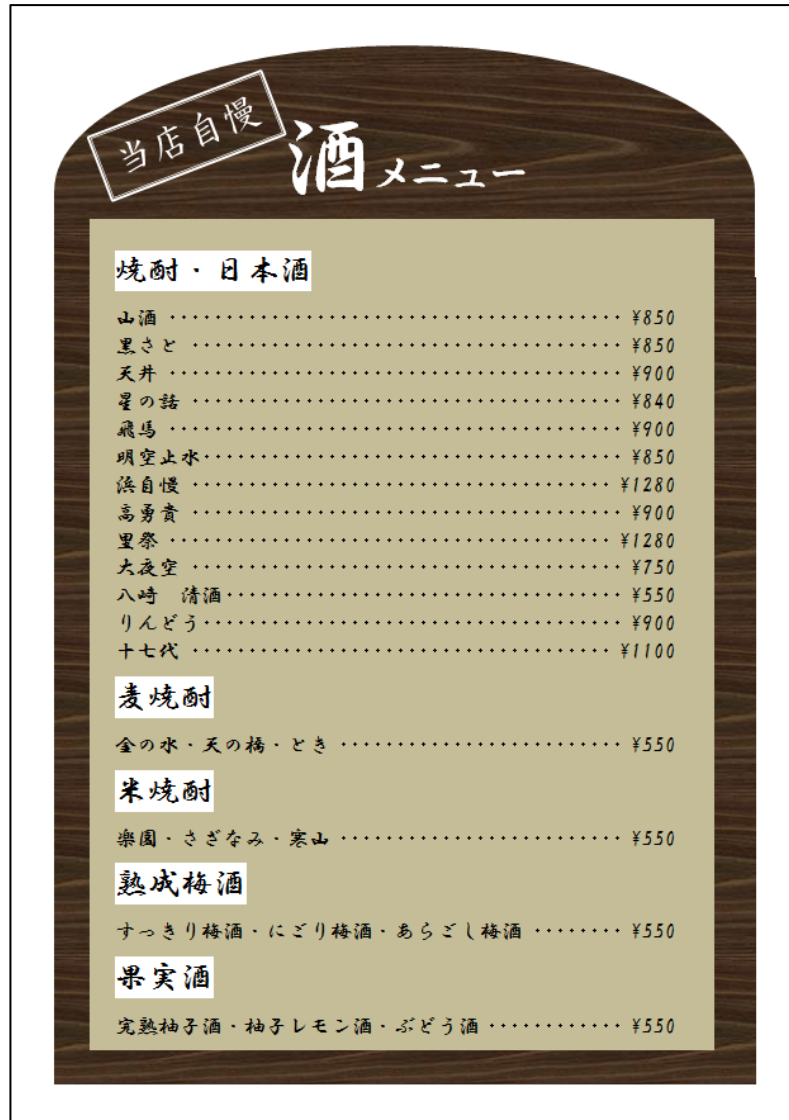 当店自慢
酒メニュー
焼酎・日本酒
山酒 ・・・・・・・・・・・・・・・・・・・・・・・・・・・・・・・・・・・・・・・・ ¥850
黒さと ・・・・・・・・・・・・・・・・・・・・・・・・・・・・・・・・・・・・・・ ¥850
天井 ・・・・・・・・・・・・・・・・・・・・・・・・・・・・・・・・・・・・・・・・ ¥900
星の話 ・・・・・・・・・・・・・・・・・・・・・・・・・・・・・・・・・・・・・・ ¥840
飛馬 ・・・・・・・・・・・・・・・・・・・・・・・・・・・・・・・・・・・・・・・・ ¥900
明空止水・・・・・・・・・・・・・・・・・・・・・・・・・・・・・・・・・・・・・ ¥850
浜自慢 ・・・・・・・・・・・・・・・・・・・・・・・・・・・・・・・・・・・・・ ¥1280
高勇貴 ・・・・・・・・・・・・・・・・・・・・・・・・・・・・・・・・・・・・・・ ¥900
里祭 ・・・・・・・・・・・・・・・・・・・・・・・・・・・・・・・・・・・・・・・ ¥1280
大夜空 ・・・・・・・・・・・・・・・・・・・・・・・・・・・・・・・・・・・・・・ ¥750
八崎　清酒・・・・・・・・・・・・・・・・・・・・・・・・・・・・・・・・・・・ ¥550
りんどう・・・・・・・・・・・・・・・・・・・・・・・・・・・・・・・・・・・・・ ¥900
十七代 ・・・・・・・・・・・・・・・・・・・・・・・・・・・・・・・・・・・・・ ¥1100
麦焼酎
金の水・天の橋・とき ・・・・・・・・・・・・・・・・・・・・・・・・・ ¥550
米焼酎
楽園・さざなみ・寒山 ・・・・・・・・・・・・・・・・・・・・・・・・・ ¥550
熟成梅酒
すっきり梅酒・にごり梅酒・あらごし梅酒 ・・・・・・・・ ¥550
果実酒
完熟柚子酒・柚子レモン酒・ぶどう酒 ・・・・・・・・・・・・ ¥550